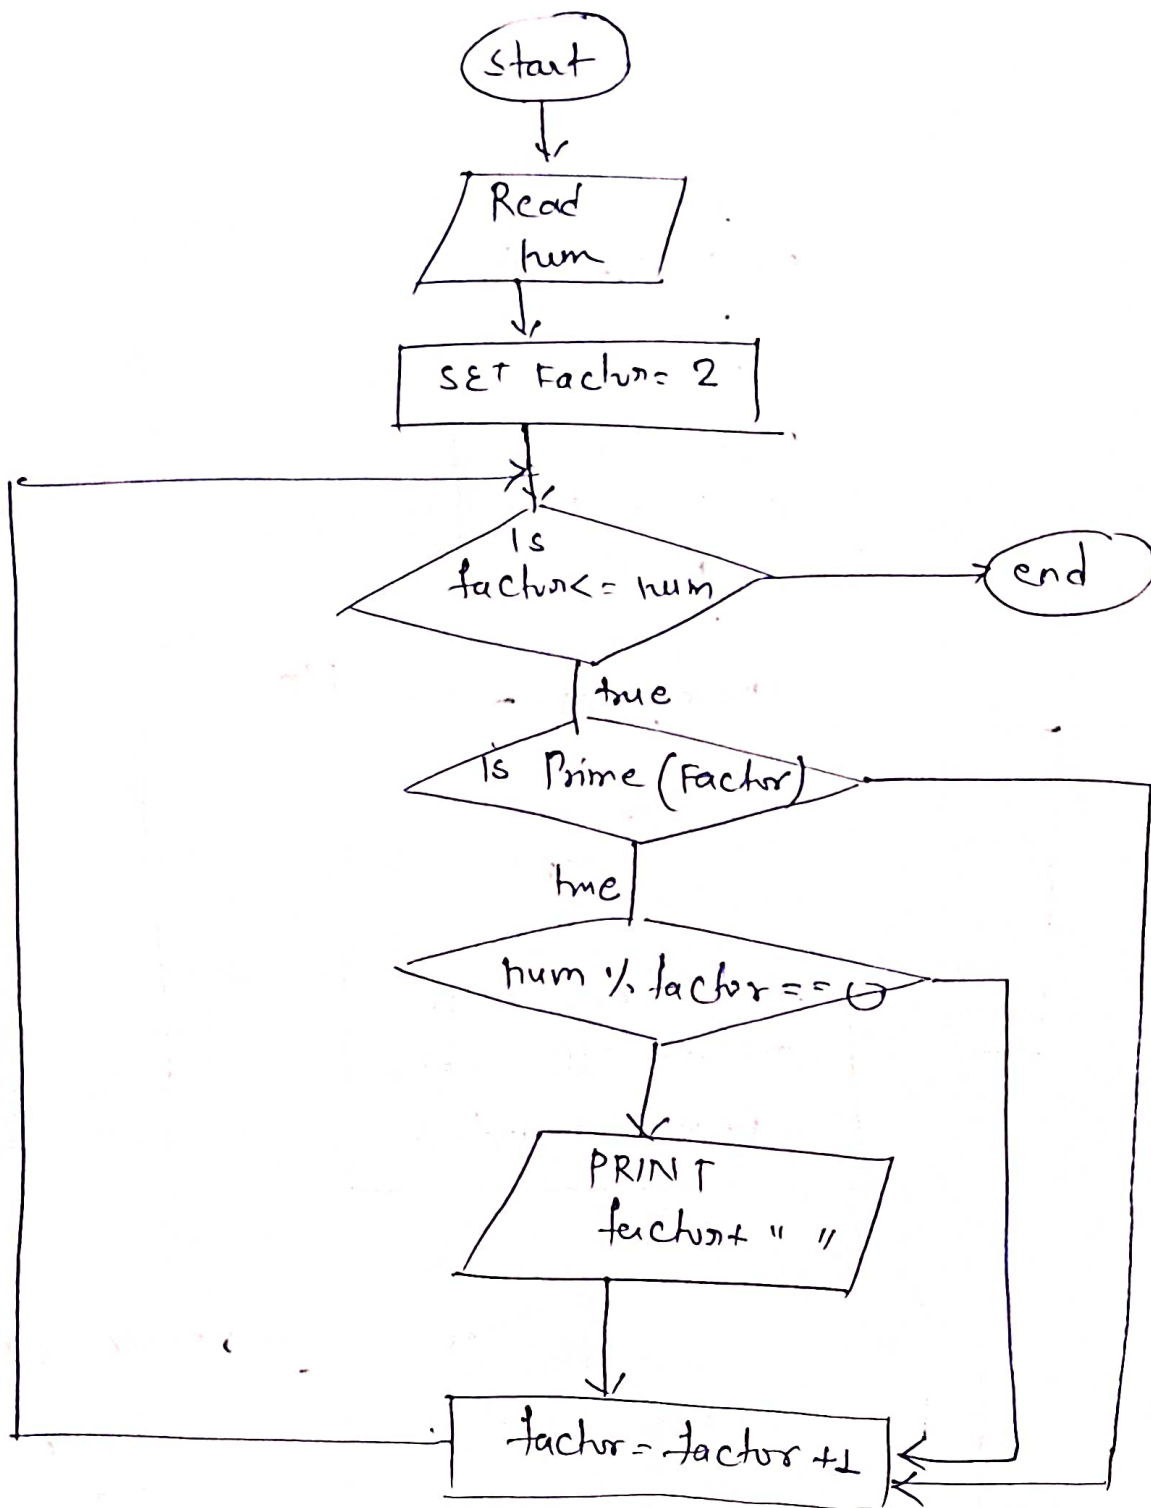 Start
Read
num
SET Factor = 2
Is
factor <= num
end
true
is Prime (Factor)
true
num % factor == 0
PRINT
factor + " "
factor = factor + 1